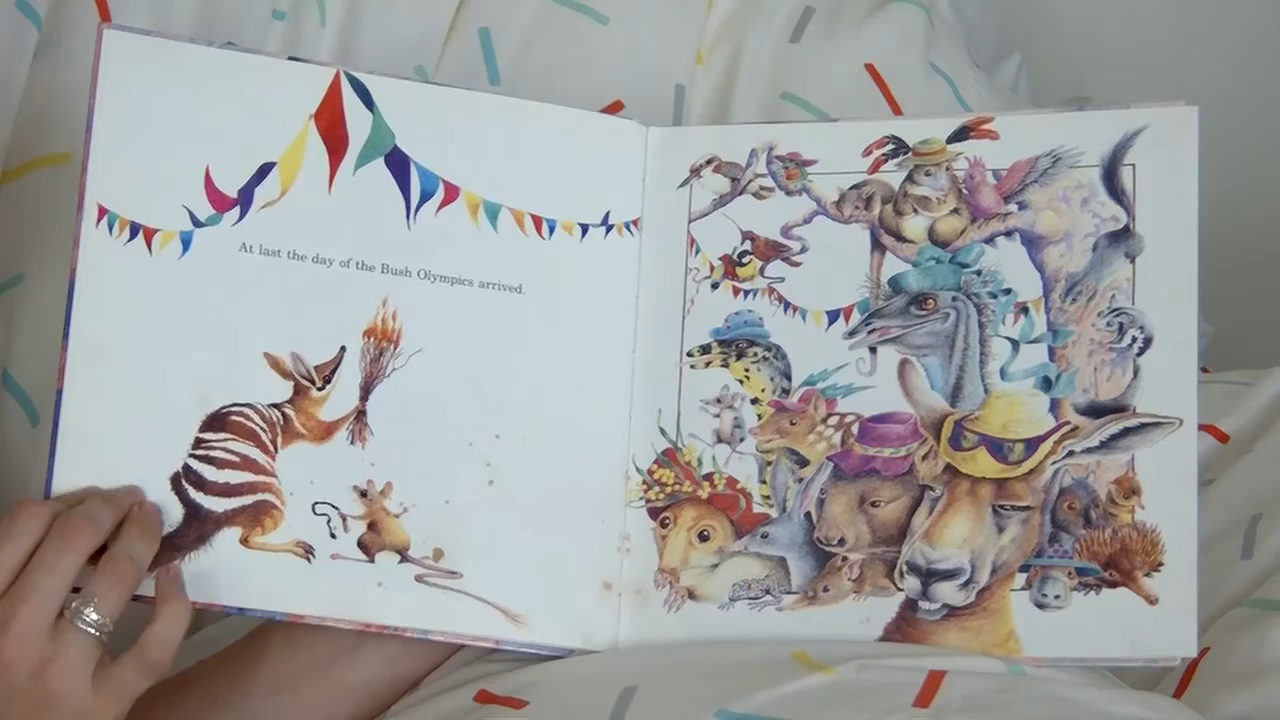 At last the day of the Bush Olympics arrived.